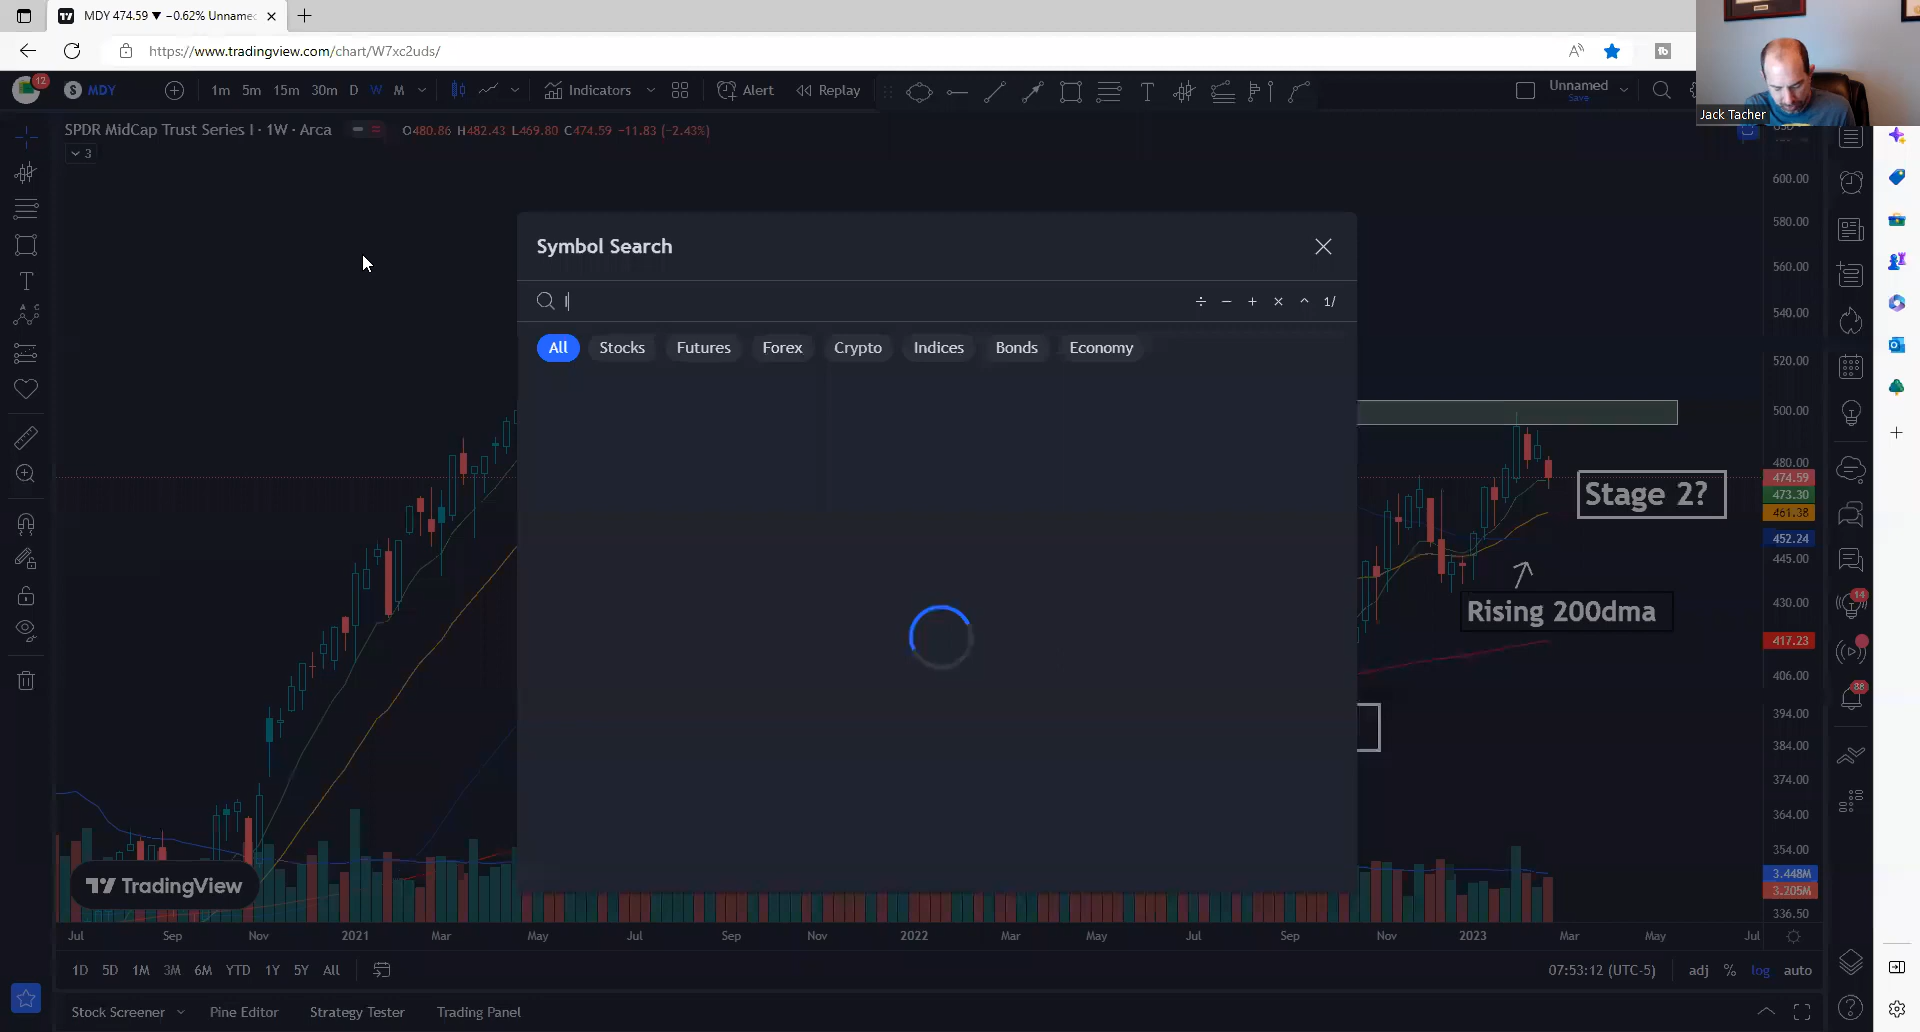 MDY 474.59 ▼ −0.62% Unname
https://www.tradingview.com/chart/W7xc2uds/
Jack Tacher
12
S
MDY
1m 5m 15m 30m D W M
Indicators
Alert
Replay
Unnamed
Save
SPDR MidCap Trust Series I · 1W · Arca
O480.86 H482.43 L469.80 C474.59 −11.83 (−2.43%)
3
Symbol Search
I
÷ − + × ^ 1/
All Stocks Futures Forex Crypto Indices Bonds Economy
600.00
580.00
560.00
540.00
520.00
500.00
480.00
474.59
473.30
461.38
452.24
445.00
430.00
417.23
406.00
394.00
384.00
374.00
364.00
354.00
3.448M
3.205M
336.50
Stage 2?
Rising 200dma
14
88
TradingView
Jul Sep Nov 2021 Mar May Jul Sep Nov 2022 Mar May Jul Sep Nov 2023 Mar May Jul
1D 5D 1M 3M 6M YTD 1Y 5Y All
07:53:12 (UTC-5)
adj % log auto
Stock Screener Pine Editor Strategy Tester Trading Panel